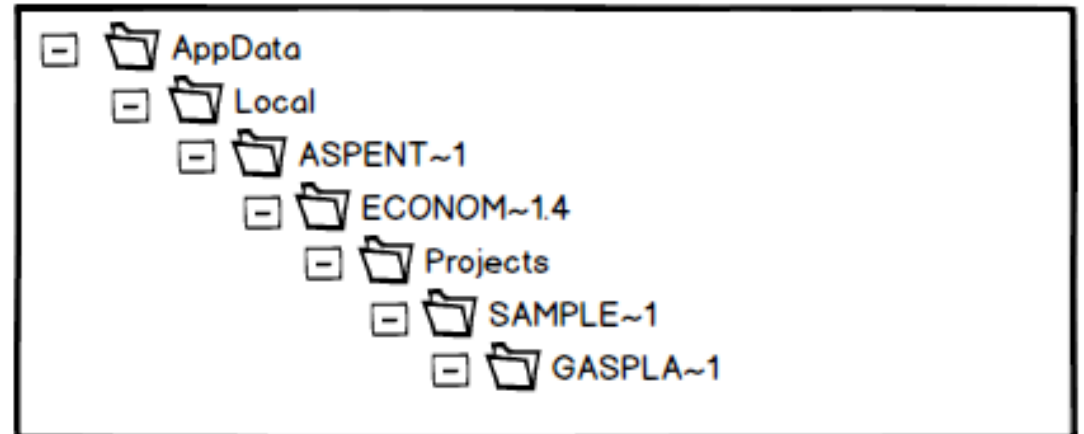 AppData
Local
ASPENT~1
ECONOM~1.4
Projects
SAMPLE~1
GASPLA~1